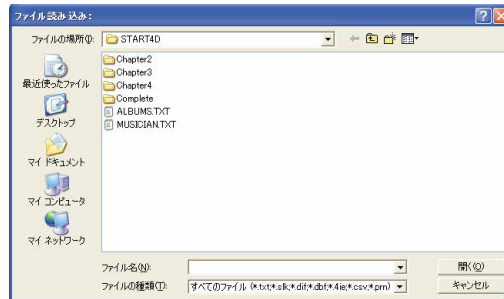 ファイル読み込み:
ファイルの場所(I):
START4D
Chapter2
Chapter3
Chapter4
Complete
ALBUMS.TXT
MUSICIAN.TXT
最近使ったファイル
デスクトップ
マイ ドキュメント
マイ コンピュータ
マイ ネットワーク
ファイル名(N):
開く(O)
ファイルの種類(T):
すべてのファイル (*.txt;*.slk;*.dif;*.dbf;*.4ie;*.csv;*.prn)
キャンセル